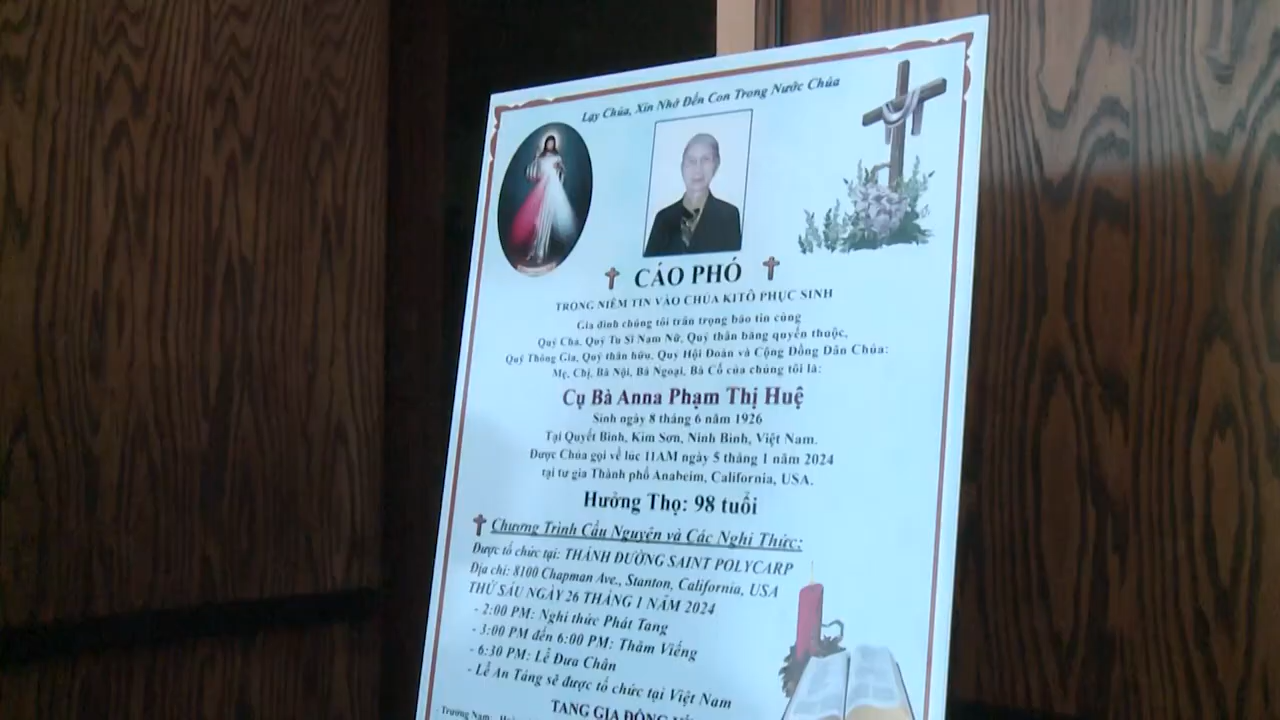 Lạy Chúa, Xin Nhớ Đến Con Trong Nước Chúa
CÁO PHÓ
TRONG NIỀM TIN VÀO CHÚA KITÔ PHỤC SINH
Gia đình chúng tôi trân trọng báo tin cùng
Quý Cha, Quý Tu Sĩ Nam Nữ, Quý thân bằng quyến thuộc,
Quý Thông Gia, Quý thân hữu, Quý Hội Đoàn và Cộng Đồng Dân Chúa:
Mẹ, Chị, Bà Nội, Bà Ngoại, Bà Cố của chúng tôi là:
Cụ Bà Anna Phạm Thị Huệ
Sinh ngày 8 tháng 6 năm 1926
Tại Quyết Bình, Kim Sơn, Ninh Bình, Việt Nam.
Được Chúa gọi về lúc 11AM ngày 5 tháng 1 năm 2024
tại tư gia Thành phố Anaheim, California, USA.
Hưởng Thọ: 98 tuổi
Chương Trình Cầu Nguyện và Các Nghi Thức:
Được tổ chức tại: THÁNH ĐƯỜNG SAINT POLYCARP
Địa chỉ: 8100 Chapman Ave., Stanton, California, USA
THỨ SÁU NGÀY 26 THÁNG 1 NĂM 2024
- 2:00 PM: Nghi thức Phát Tang
- 3:00 PM đến 6:00 PM: Thăm Viếng
- 6:30 PM: Lễ Đưa Chân
- Lễ An Táng sẽ được tổ chức tại Việt Nam
TANG GIA ĐỒNG
- Trưởng Nam: